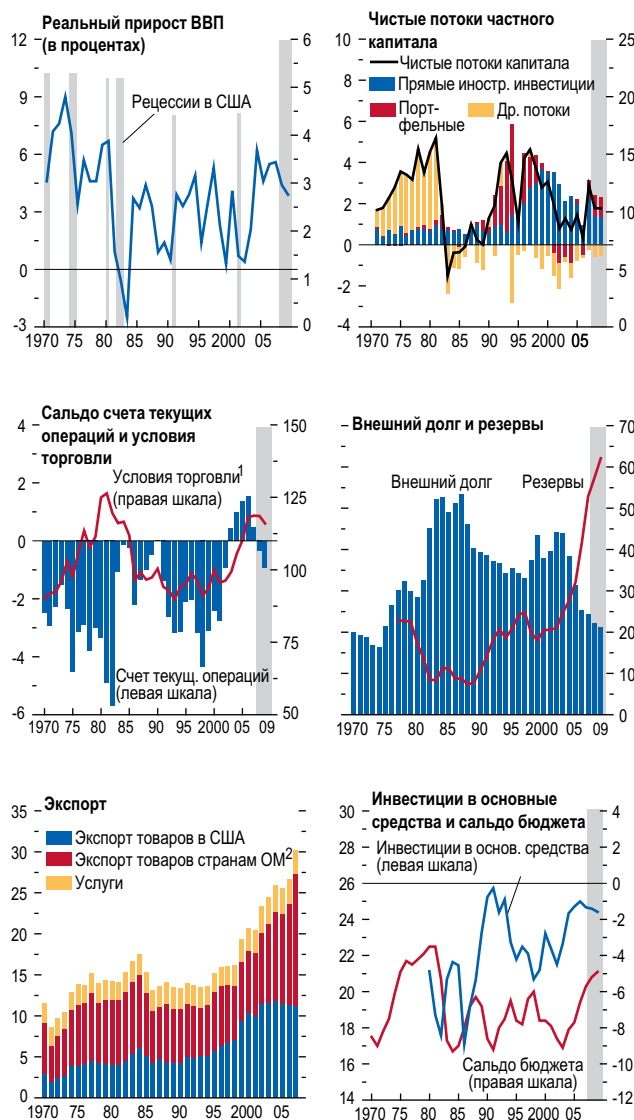 Реальный прирост ВВП
(в процентах)
12
9
6
3
0
-3
Рецессии в США
6
5
4
3
2
1
0
1970 75 80 85 90 95 2000 05
Чистые потоки частного
капитала
10
8
6
4
2
0
-2
-4
Чистые потоки капитала
Прямые иностр. инвестиции
Порт-
фельные
Др. потоки
25
20
15
10
5
0
1970 75 80 85 90 95 2000 05
Сальдо счета текущих
операций и условия
торговли
4
2
0
-2
-4
-6
Условия торговли1
(правая шкала)
Счет текущ. операций
(левая шкала)
150
125
100
75
50
1970 75 80 85 90 95 2000 05 09
Внешний долг и резервы
Внешний долг
Резервы
70
60
50
40
30
20
10
0
1970 75 80 85 90 95 2000 05 09
Экспорт
35
30
25
20
15
10
5
0
Экспорт товаров в США
Экспорт товаров странам ОМ2
Услуги
1970 75 80 85 90 95 2000 05
Инвестиции в основные
средства и сальдо бюджета
30
28
26
24
22
20
18
16
14
Инвестиции в основ. средства
(левая шкала)
Сальдо бюджета
(правая шкала)
4
2
0
-2
-4
-6
-8
-9
-12
1970 75 80 85 90 95 2000 05